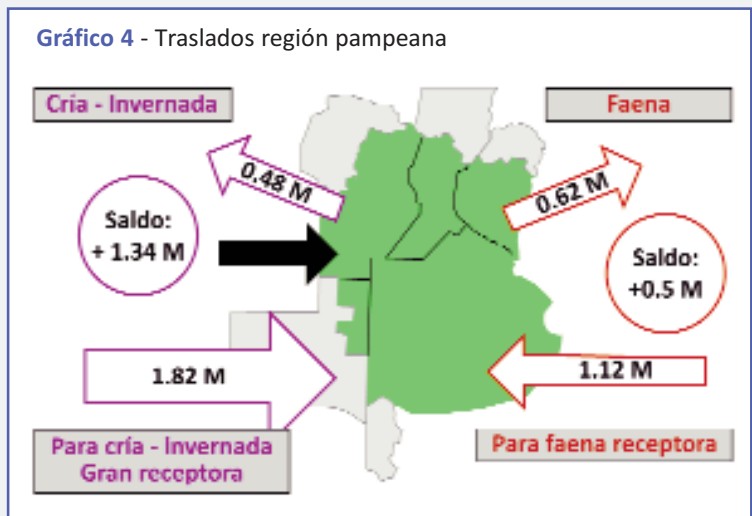 Gráfico 4 - Traslados región pampeana
Cría - Invernada
Faena
0.48 M
0.62 M
Saldo:
+ 1.34 M
Saldo:
+0.5 M
1.82 M
1.12 M
Para cría - Invernada
Gran receptora
Para faena receptora